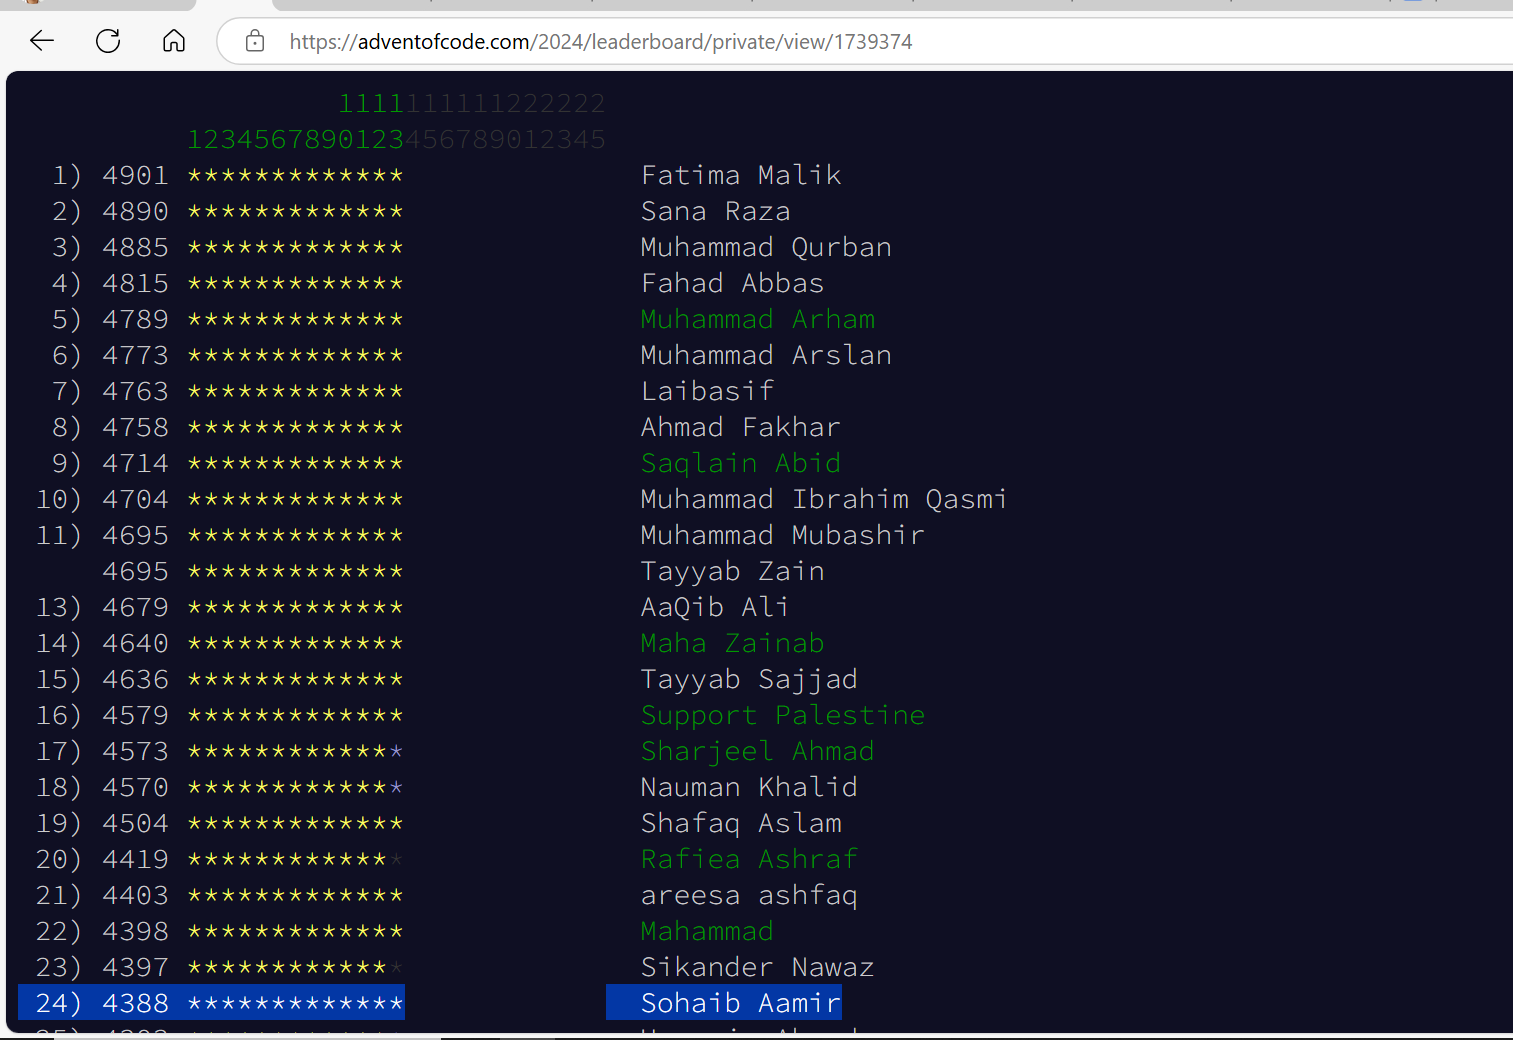 https://adventofcode.com/2024/leaderboard/private/view/1739374
1111111111222222
1234567890123456789012345
1) 4901 ************* Fatima Malik
2) 4890 ************* Sana Raza
3) 4885 ************* Muhammad Qurban
4) 4815 ************* Fahad Abbas
5) 4789 ************* Muhammad Arham
6) 4773 ************* Muhammad Arslan
7) 4763 ************* Laibasif
8) 4758 ************* Ahmad Fakhar
9) 4714 ************* Saqlain Abid
10) 4704 ************* Muhammad Ibrahim Qasmi
11) 4695 ************* Muhammad Mubashir
4695 ************* Tayyab Zain
13) 4679 ************* AaQib Ali
14) 4640 ************* Maha Zainab
15) 4636 ************* Tayyab Sajjad
16) 4579 ************* Support Palestine
17) 4573 ************* Sharjeel Ahmad
18) 4570 ************* Nauman Khalid
19) 4504 ************* Shafaq Aslam
20) 4419 ************* Rafiea Ashraf
21) 4403 ************* areesa ashfaq
22) 4398 ************* Mahammad
23) 4397 ************* Sikander Nawaz
24) 4388 ************* Sohaib Aamir